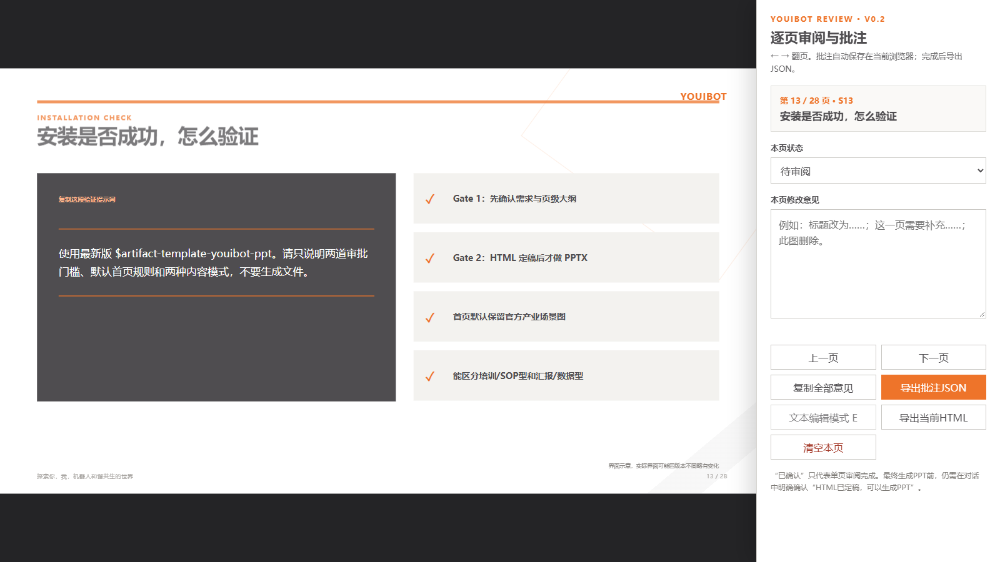 YOUIBOT
INSTALLATION CHECK
安装是否成功，怎么验证
复制这段验证提示词
使用最新版 $artifact-template-youibot-ppt。请只说明两道审批
门槛、默认首页规则和两种内容模式，不要生成文件。
✓ Gate 1：先确认需求与页级大纲
✓ Gate 2：HTML 定稿后才做 PPTX
✓ 首页默认保留官方产业场景图
✓ 能区分培训/SOP型和汇报/数据型
界面示意，实际界面可能因版本不同略有变化
探索你、我、机器人和谐共生的世界
13 / 28
YOUIBOT REVIEW • V0.2
逐页审阅与批注
← → 翻页。批注自动保存在当前浏览器；完成后导出
JSON。
第 13 / 28 页 • S13
安装是否成功，怎么验证
本页状态
待审阅
本页修改意见
例如：标题改为……；这一页需要补充……；
此图删除。
上一页
下一页
复制全部意见
导出批注JSON
文本编辑模式 E
导出当前HTML
清空本页
“已确认”只代表单页审阅完成。最终生成PPT前，仍需在对话
中明确确认“HTML已定稿，可以生成PPT”。